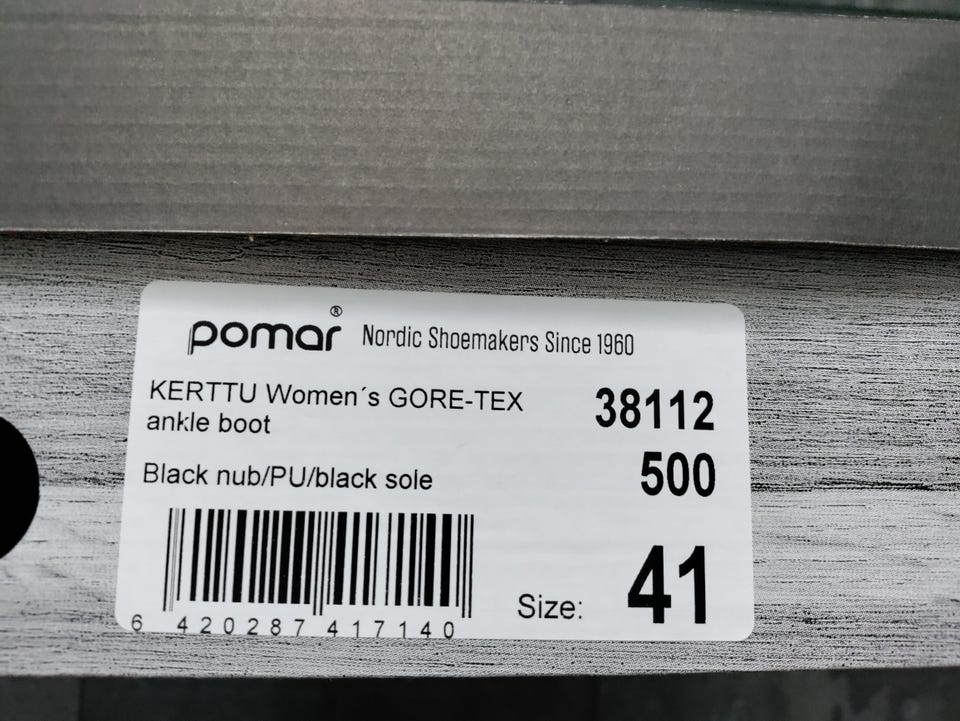 pomar® Nordic Shoemakers Since 1960
KERTTU Women´s GORE-TEX 38112
ankle boot
500
Black nub/PU/black sole
Size: 41
6 420287 417140